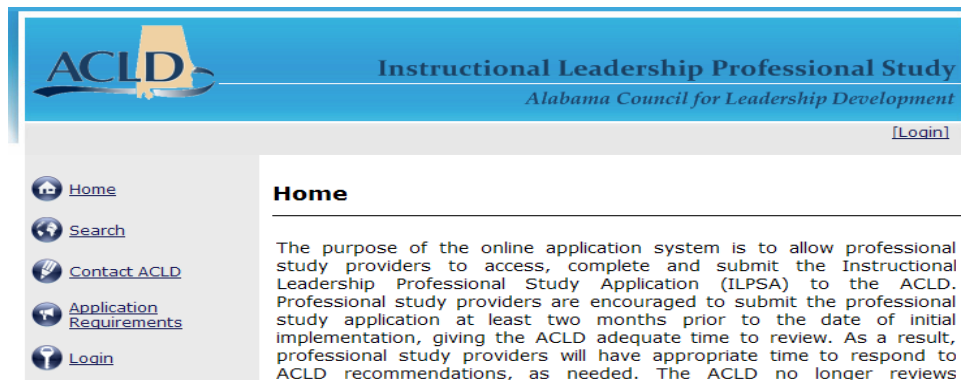 ACLD
Instructional Leadership Professional Study
Alabama Council for Leadership Development
[Login]
Home
Search
Contact ACLD
Application
Requirements
Login
Home
The purpose of the online application system is to allow professional
study providers to access, complete and submit the Instructional
Leadership Professional Study Application (ILPSA) to the ACLD.
Professional study providers are encouraged to submit the professional
study application at least two months prior to the date of initial
implementation, giving the ACLD adequate time to review. As a result,
professional study providers will have appropriate time to respond to
ACLD recommendations, as needed. The ACLD no longer reviews